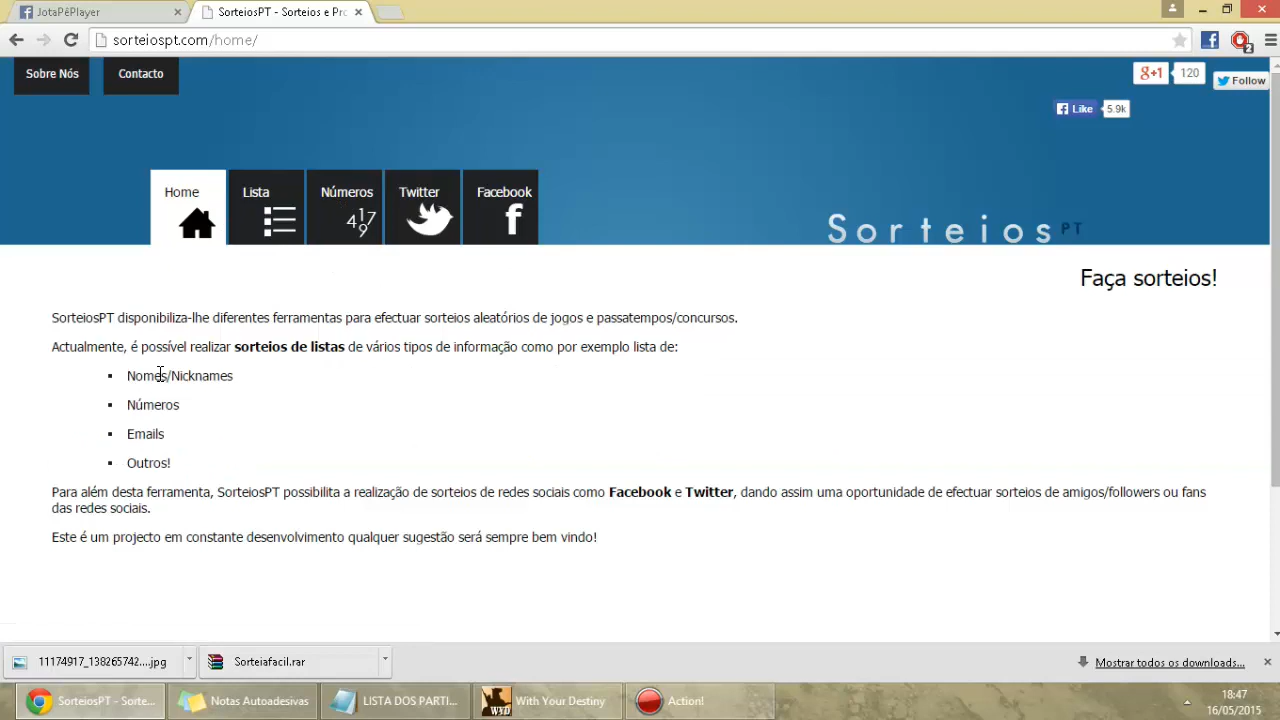 JotaPêPlayer
SorteiosPT - Sorteios e Pro
sorteiospt.com/home/
2
Sobre Nós
Contacto
g+1
120
Follow
Like
5.9k
Home
Lista
Números
Twitter
Facebook
Sorteios PT
Faça sorteios!
SorteiosPT disponibiliza-lhe diferentes ferramentas para efectuar sorteios aleatórios de jogos e passatempos/concursos.
Actualmente, é possível realizar sorteios de listas de vários tipos de informação como por exemplo lista de:
Nomes/Nicknames
Números
Emails
Outros!
Para além desta ferramenta, SorteiosPT possibilita a realização de sorteios de redes sociais como Facebook e Twitter, dando assim uma oportunidade de efectuar sorteios de amigos/followers ou fans
das redes sociais.
Este é um projecto em constante desenvolvimento qualquer sugestão será sempre bem vindo!
11174917_138265742....jpg
Sorteiafacil.rar
Mostrar todos os downloads...
SorteiosPT - Sorte...
Notas Autoadesivas
LISTA DOS PARTI...
WYD
With Your Destiny
Action!
18:47
16/05/2015